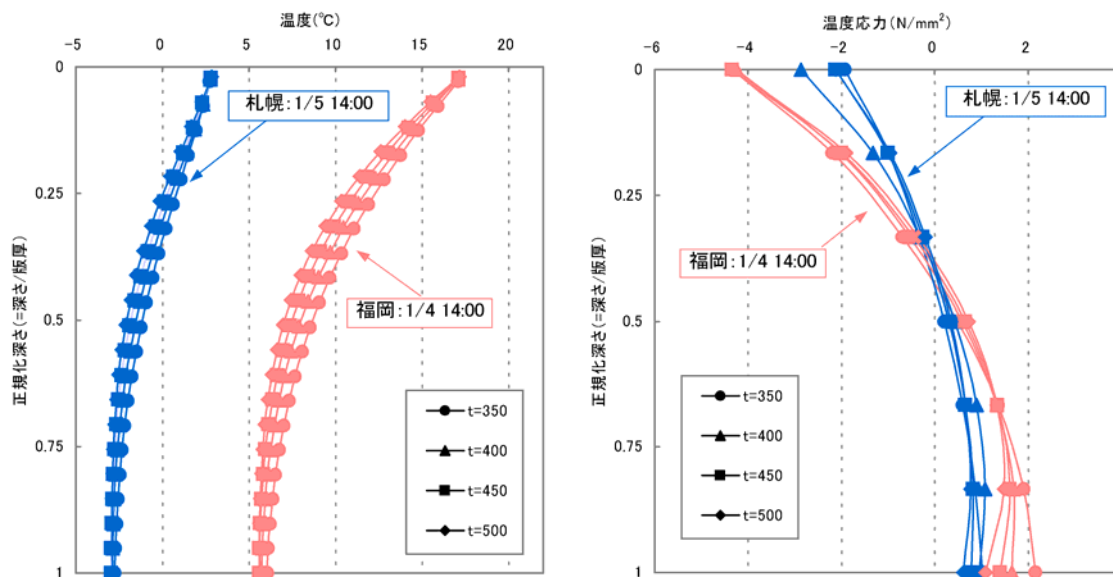 温度(℃)
-5 0 5 10 15 20
0
0.25
0.5
0.75
1
正規化深さ(=深さ/版厚)
札幌：1/5 14:00
福岡：1/4 14:00
t=350
t=400
t=450
t=500
温度応力(N/mm²)
-6 -4 -2 0 2
0
0.25
0.5
0.75
1
正規化深さ(=深さ/版厚)
札幌：1/5 14:00
福岡：1/4 14:00
t=350
t=400
t=450
t=500